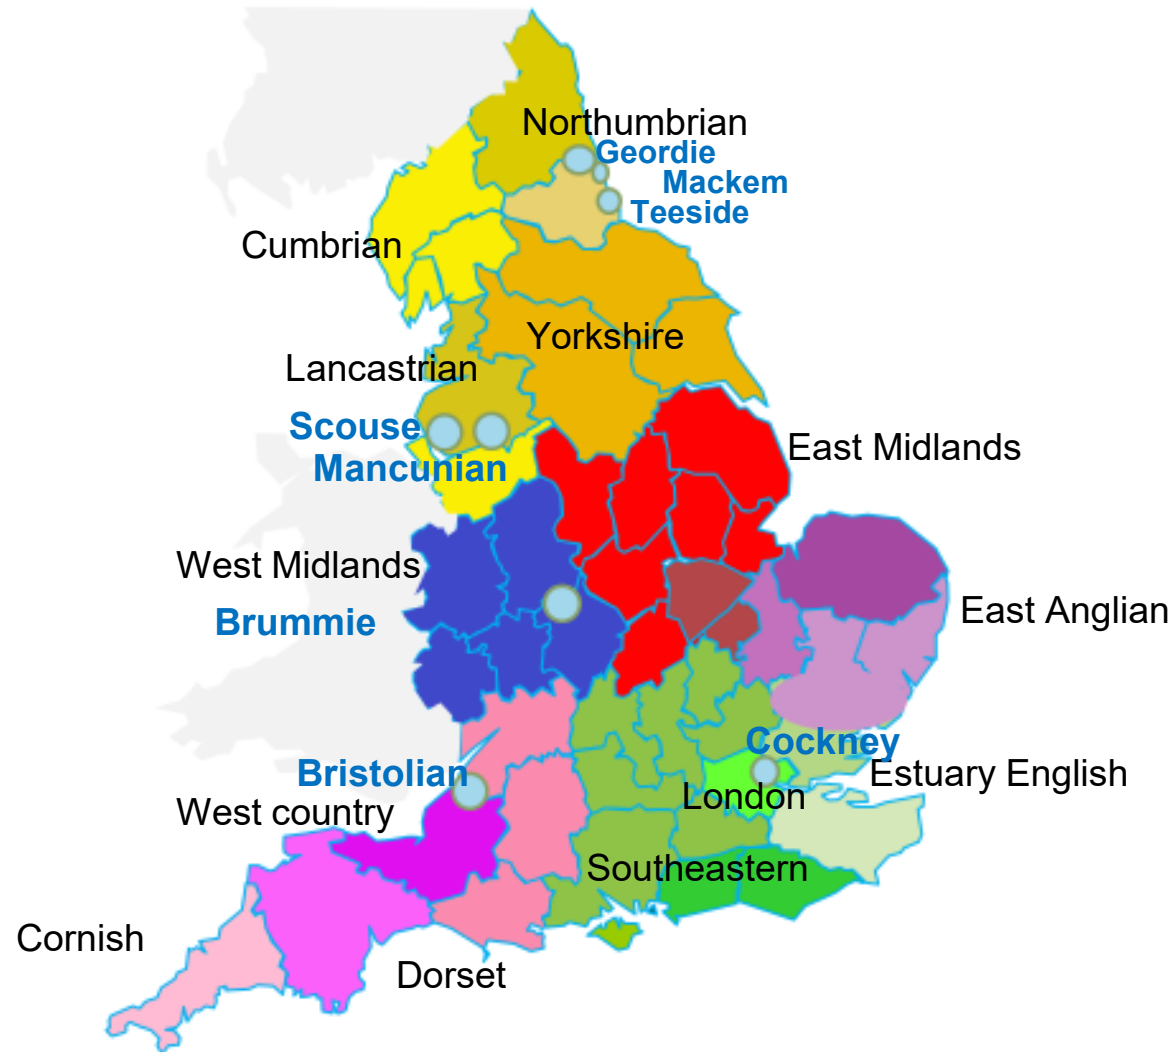 Northumbrian
Geordie
Mackem
Teeside
Cumbrian
Yorkshire
Lancastrian
Scouse
Mancunian
East Midlands
West Midlands
Brummie
East Anglian
Cockney
Bristolian
Estuary English
London
West country
Southeastern
Cornish
Dorset